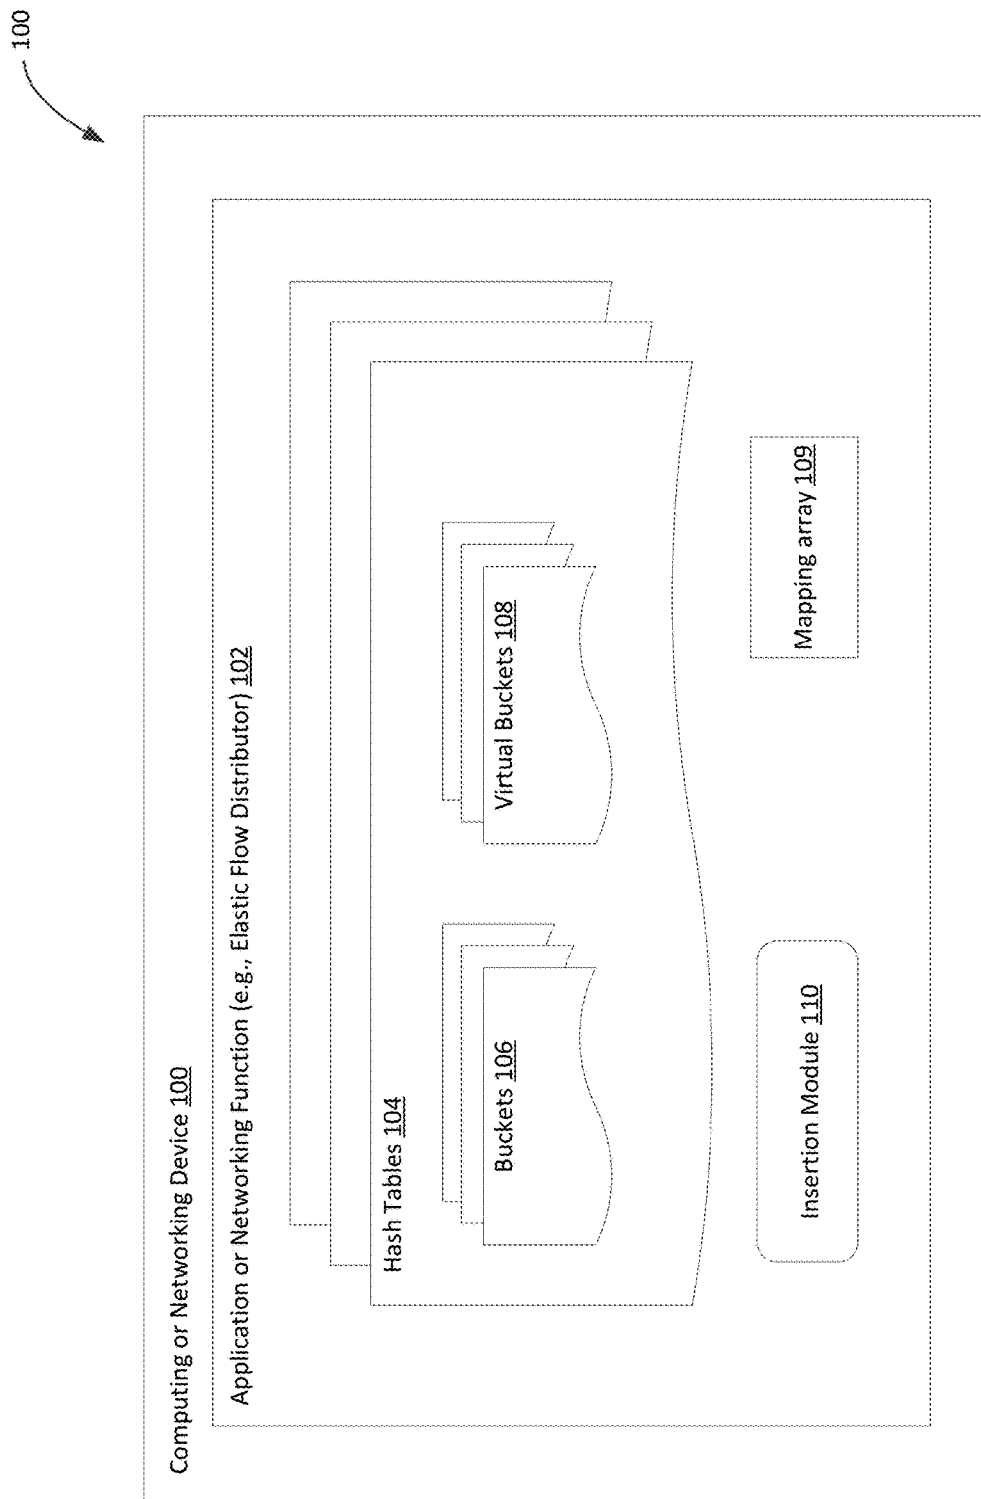 100
Computing or Networking Device 100
Application or Networking Function (e.g., Elastic Flow Distributor) 102
Hash Tables 104
Buckets 106
Virtual Buckets 108
Insertion Module 110
Mapping array 109